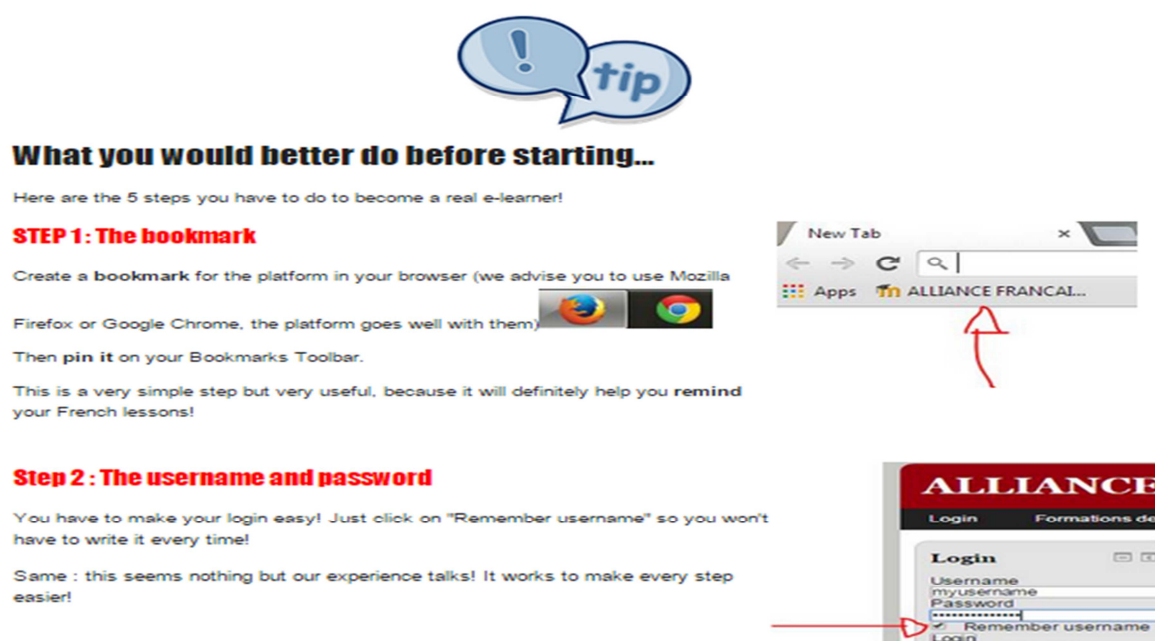 ! tip
What you would better do before starting...
Here are the 5 steps you have to do to become a real e-learner!
STEP 1 : The bookmark
Create a bookmark for the platform in your browser (we advise you to use Mozilla
Firefox or Google Chrome, the platform goes well with them)
Then pin it on your Bookmarks Toolbar.
This is a very simple step but very useful, because it will definitely help you remind
your French lessons!
New Tab ×
Apps ALLIANCE FRANCAI...
Step 2 : The username and password
You have to make your login easy! Just click on "Remember username" so you won't
have to write it every time!
Same : this seems nothing but our experience talks! It works to make every step
easier!
ALLIANCE
Login Formations de
Login
Username
myusername
Password
Remember username
Login